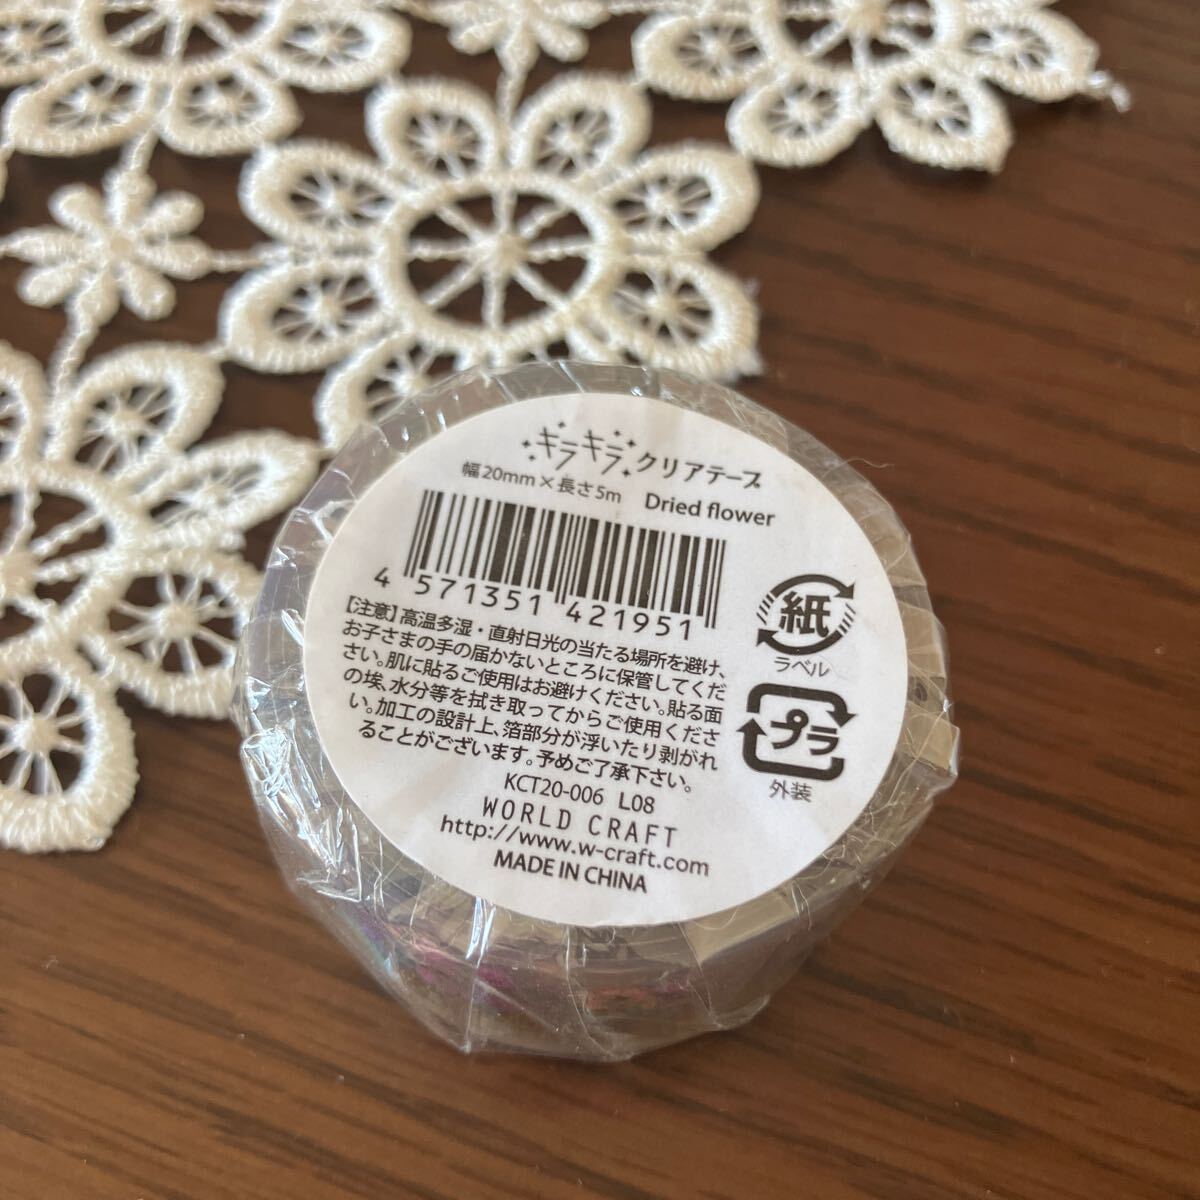 キラキラ クリアテープ
幅20mm×長さ5m Dried flower
4 571351 421951
【注意】高温多湿・直射日光の当たる場所を避け、
お子さまの手の届かないところに保管してくだ
さい。肌に貼るご使用はお避けください。貼る面
の埃、水分等を拭き取ってからご使用くださ
い。加工の設計上、箔部分が浮いたり剥がれ
ることがございます。予めご了承下さい。
KCT20-006 L08
WORLD CRAFT
http://www.w-craft.com
MADE IN CHINA
紙
ラベル
プラ
外装